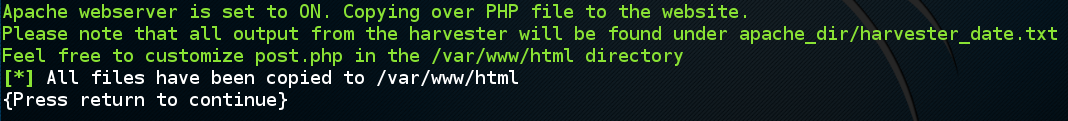 Apache webserver is set to ON. Copying over PHP file to the website.
Please note that all output from the harvester will be found under apache_dir/harvester_date.txt
Feel free to customize post.php in the /var/www/html directory
[*] All files have been copied to /var/www/html
{Press return to continue}